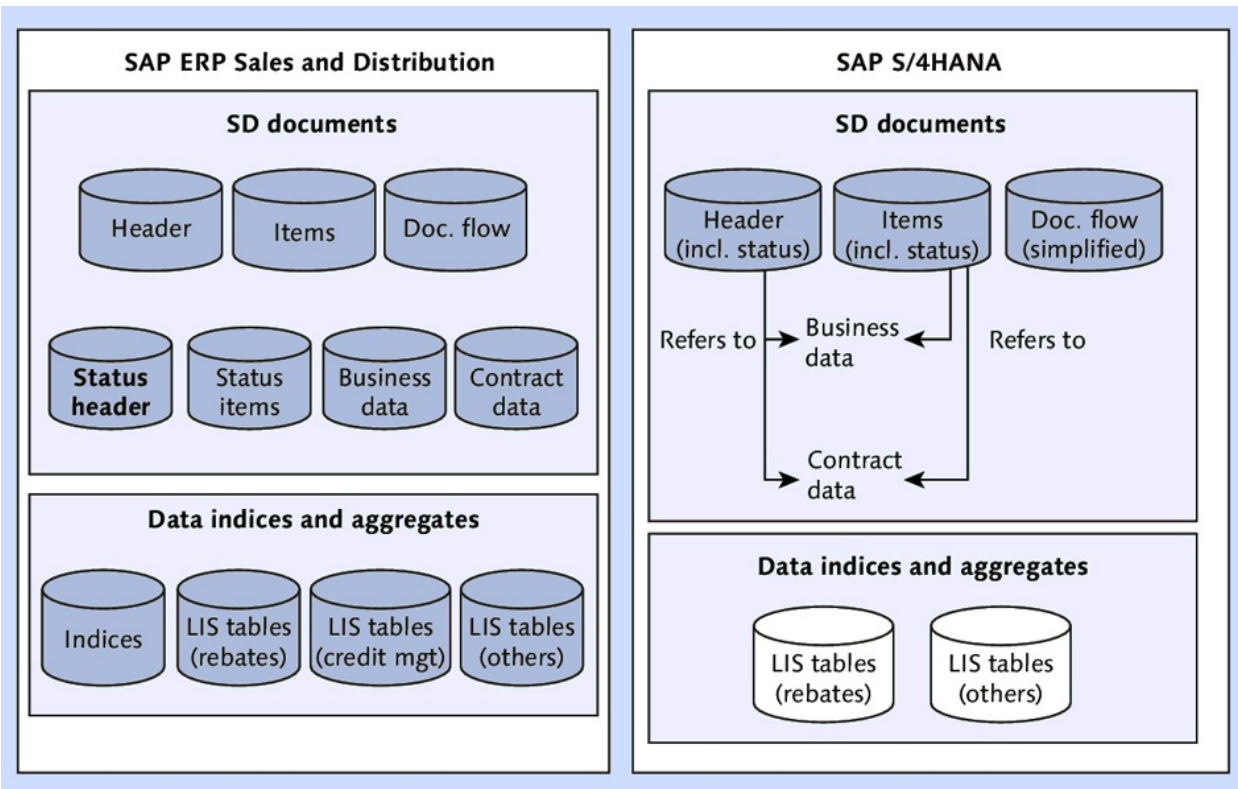 SAP ERP Sales and Distribution
SD documents
Header
Items
Doc. flow
Status
header
Status
items
Business
data
Contract
data
Data indices and aggregates
Indices
LIS tables
(rebates)
LIS tables
(credit mgt)
LIS tables
(others)
SAP S/4HANA
SD documents
Header
(incl. status)
Items
(incl. status)
Doc. flow
(simplified)
Refers to
Business
data
Refers to
Contract
data
Data indices and aggregates
LIS tables
(rebates)
LIS tables
(others)